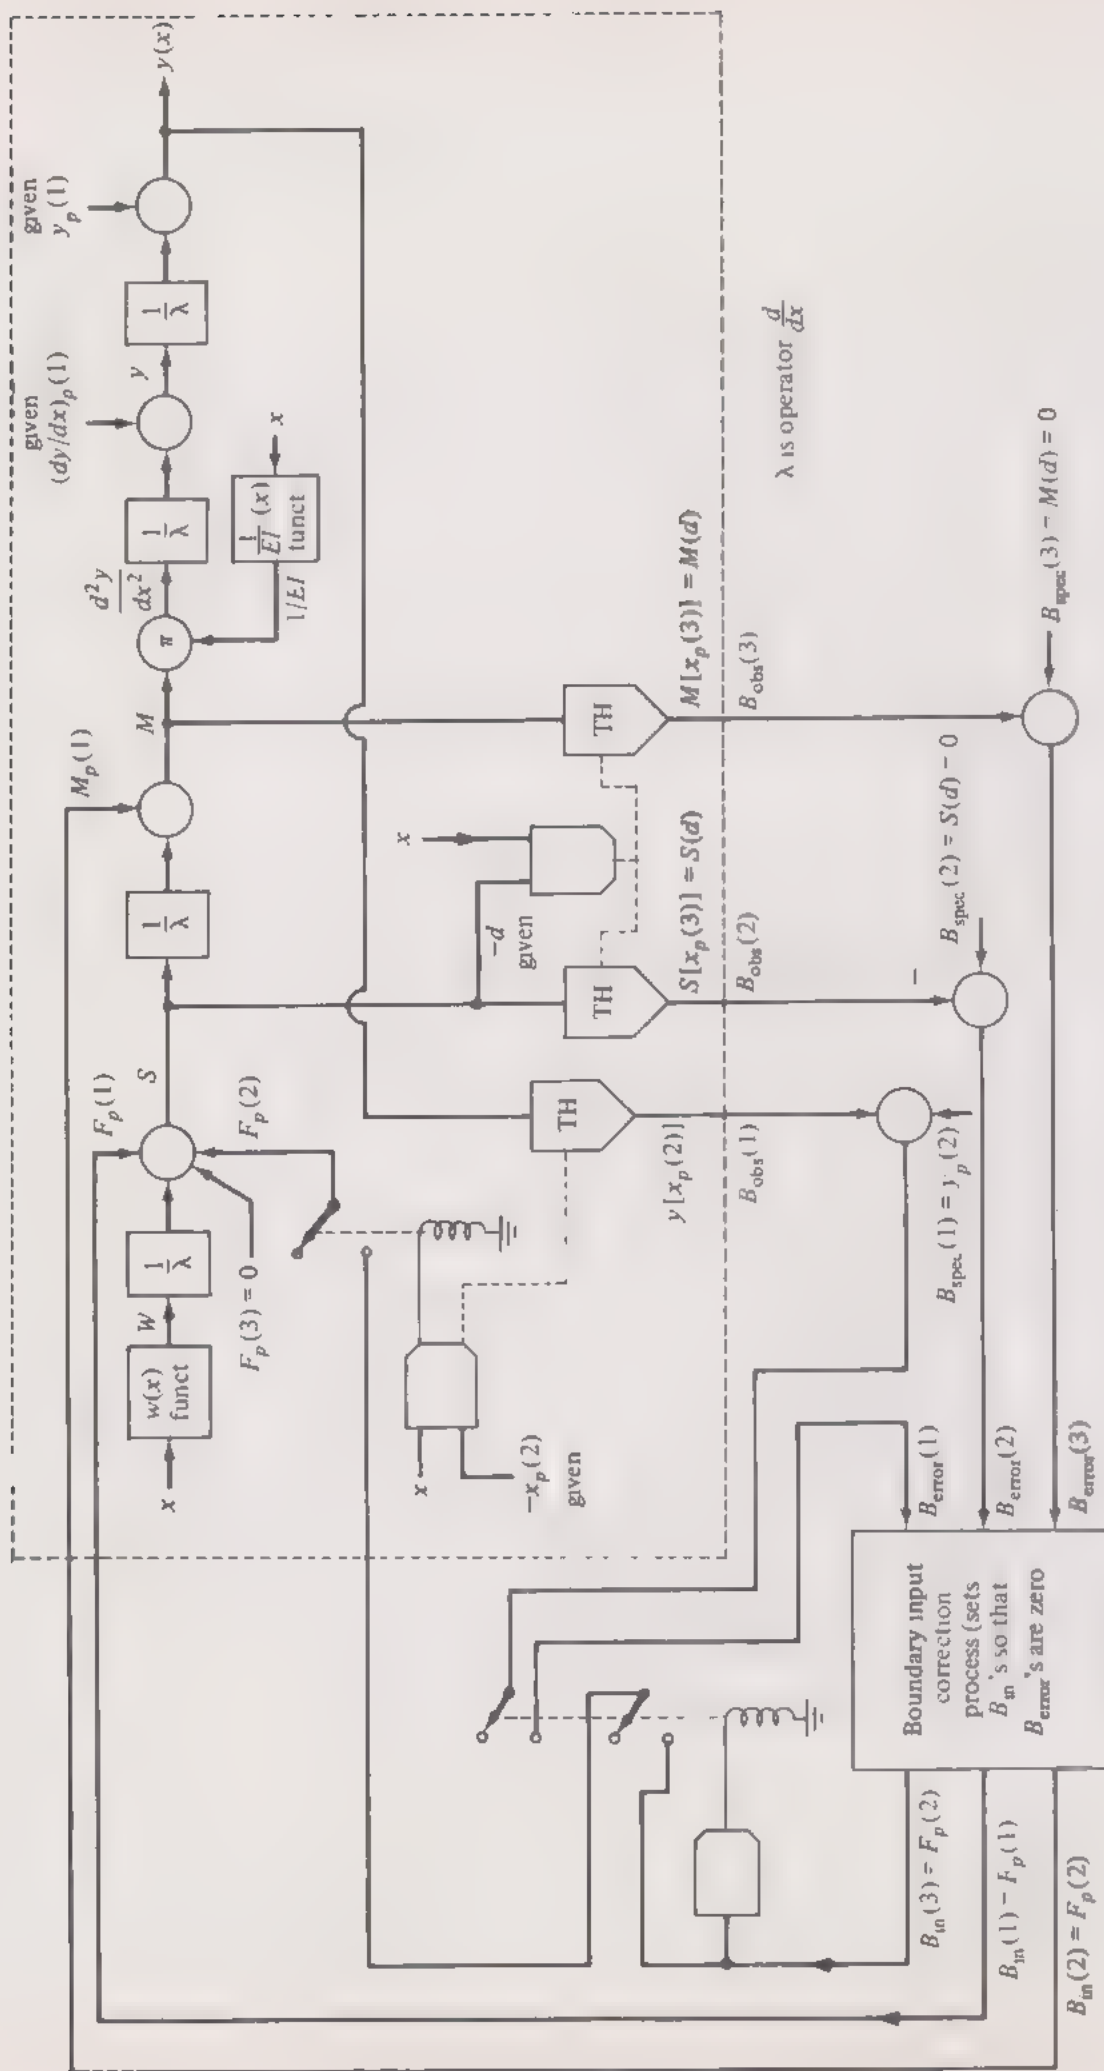 given
y_p(1)
y(x)
1/λ
y
given
(dy/dx)_p(1)
1/λ
d²y/dx²
1/EI (x)
funct
x
1/EI
π
M
M_p(1)
1/λ
S
F_p(1)
F_p(2)
F_p(3) = 0
1/λ
W
w(x)
funct
x
x
−x_p(2)
given
−d
given
x
TH
TH
TH
y[x_p(2)]
B_obs(1)
S[x_p(3)] = S(d)
B_obs(2)
M[x_p(3)] = M(d)
B_obs(3)
λ is operator d/dx
B_spec(3) − M(d) = 0
B_spec(2) = S(d) − 0
−
B_spec(1) = y_p(2)
B_error(1)
B_error(2)
B_error(3)
Boundary input
correction
process (sets
B_in's so that
B_error's are zero
B_in(3) = F_p(2)
B_in(1) − F_p(1)
B_in(2) = F_p(2)